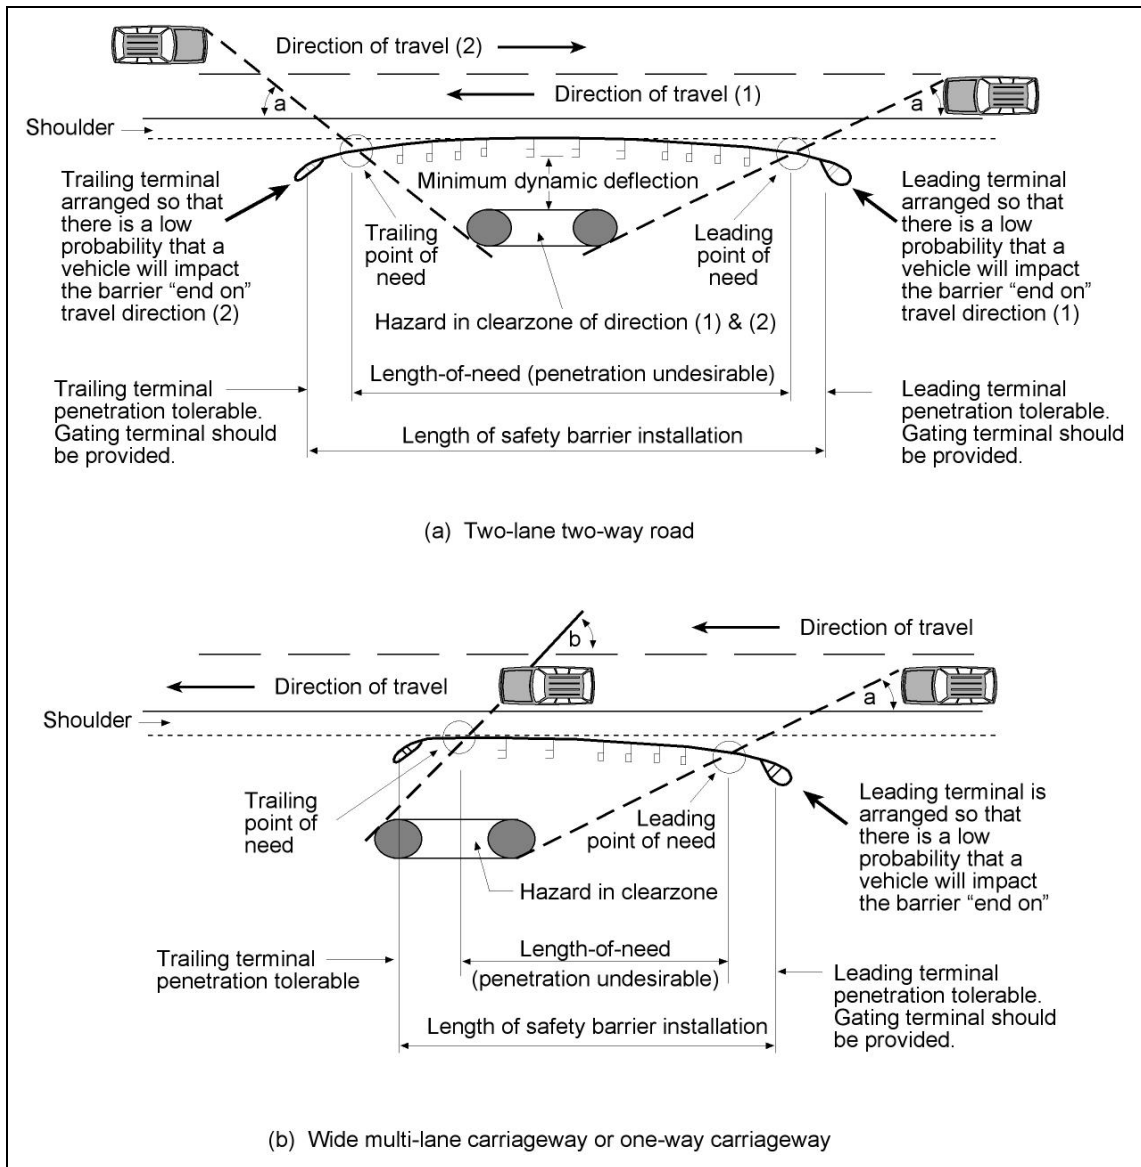 Direction of travel (2)
a
Direction of travel (1)
a
Shoulder
Trailing terminal
arranged so that
there is a low
probability that a
vehicle will impact
the barrier “end on”
travel direction (2)
Minimum dynamic deflection
Trailing
point of
need
Leading
point of
need
Leading terminal
arranged so that
there is a low
probability that a
vehicle will impact
the barrier “end on”
travel direction (1)
Hazard in clearzone of direction (1) & (2)
Length-of-need (penetration undesirable)
Trailing terminal
penetration tolerable.
Gating terminal should
be provided.
Length of safety barrier installation
Leading terminal
penetration tolerable.
Gating terminal should
be provided.
(a) Two-lane two-way road
b
Direction of travel
Direction of travel
a
Shoulder
Trailing
point of
need
Leading
point of need
Leading terminal is
arranged so that
there is a low
probability that a
vehicle will impact
the barrier “end on”
Hazard in clearzone
Trailing terminal
penetration tolerable
Length-of-need
(penetration undesirable)
Leading terminal
penetration tolerable.
Gating terminal should
be provided.
Length of safety barrier installation
(b) Wide multi-lane carriageway or one-way carriageway